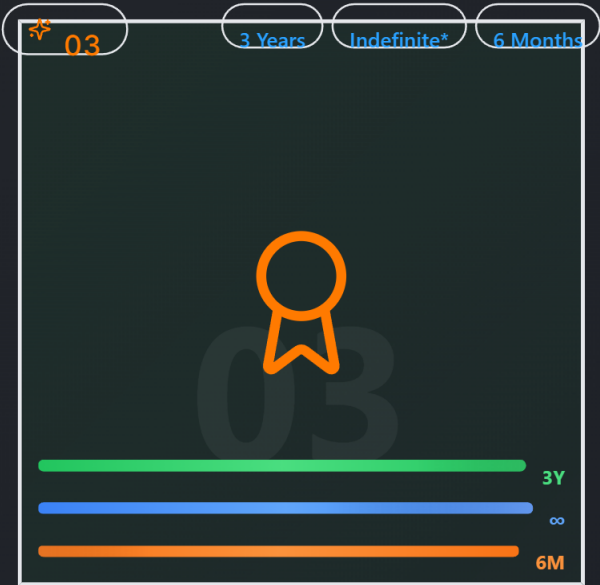 03
3 Years
Indefinite*
6 Months
03
3Y
∞
6M